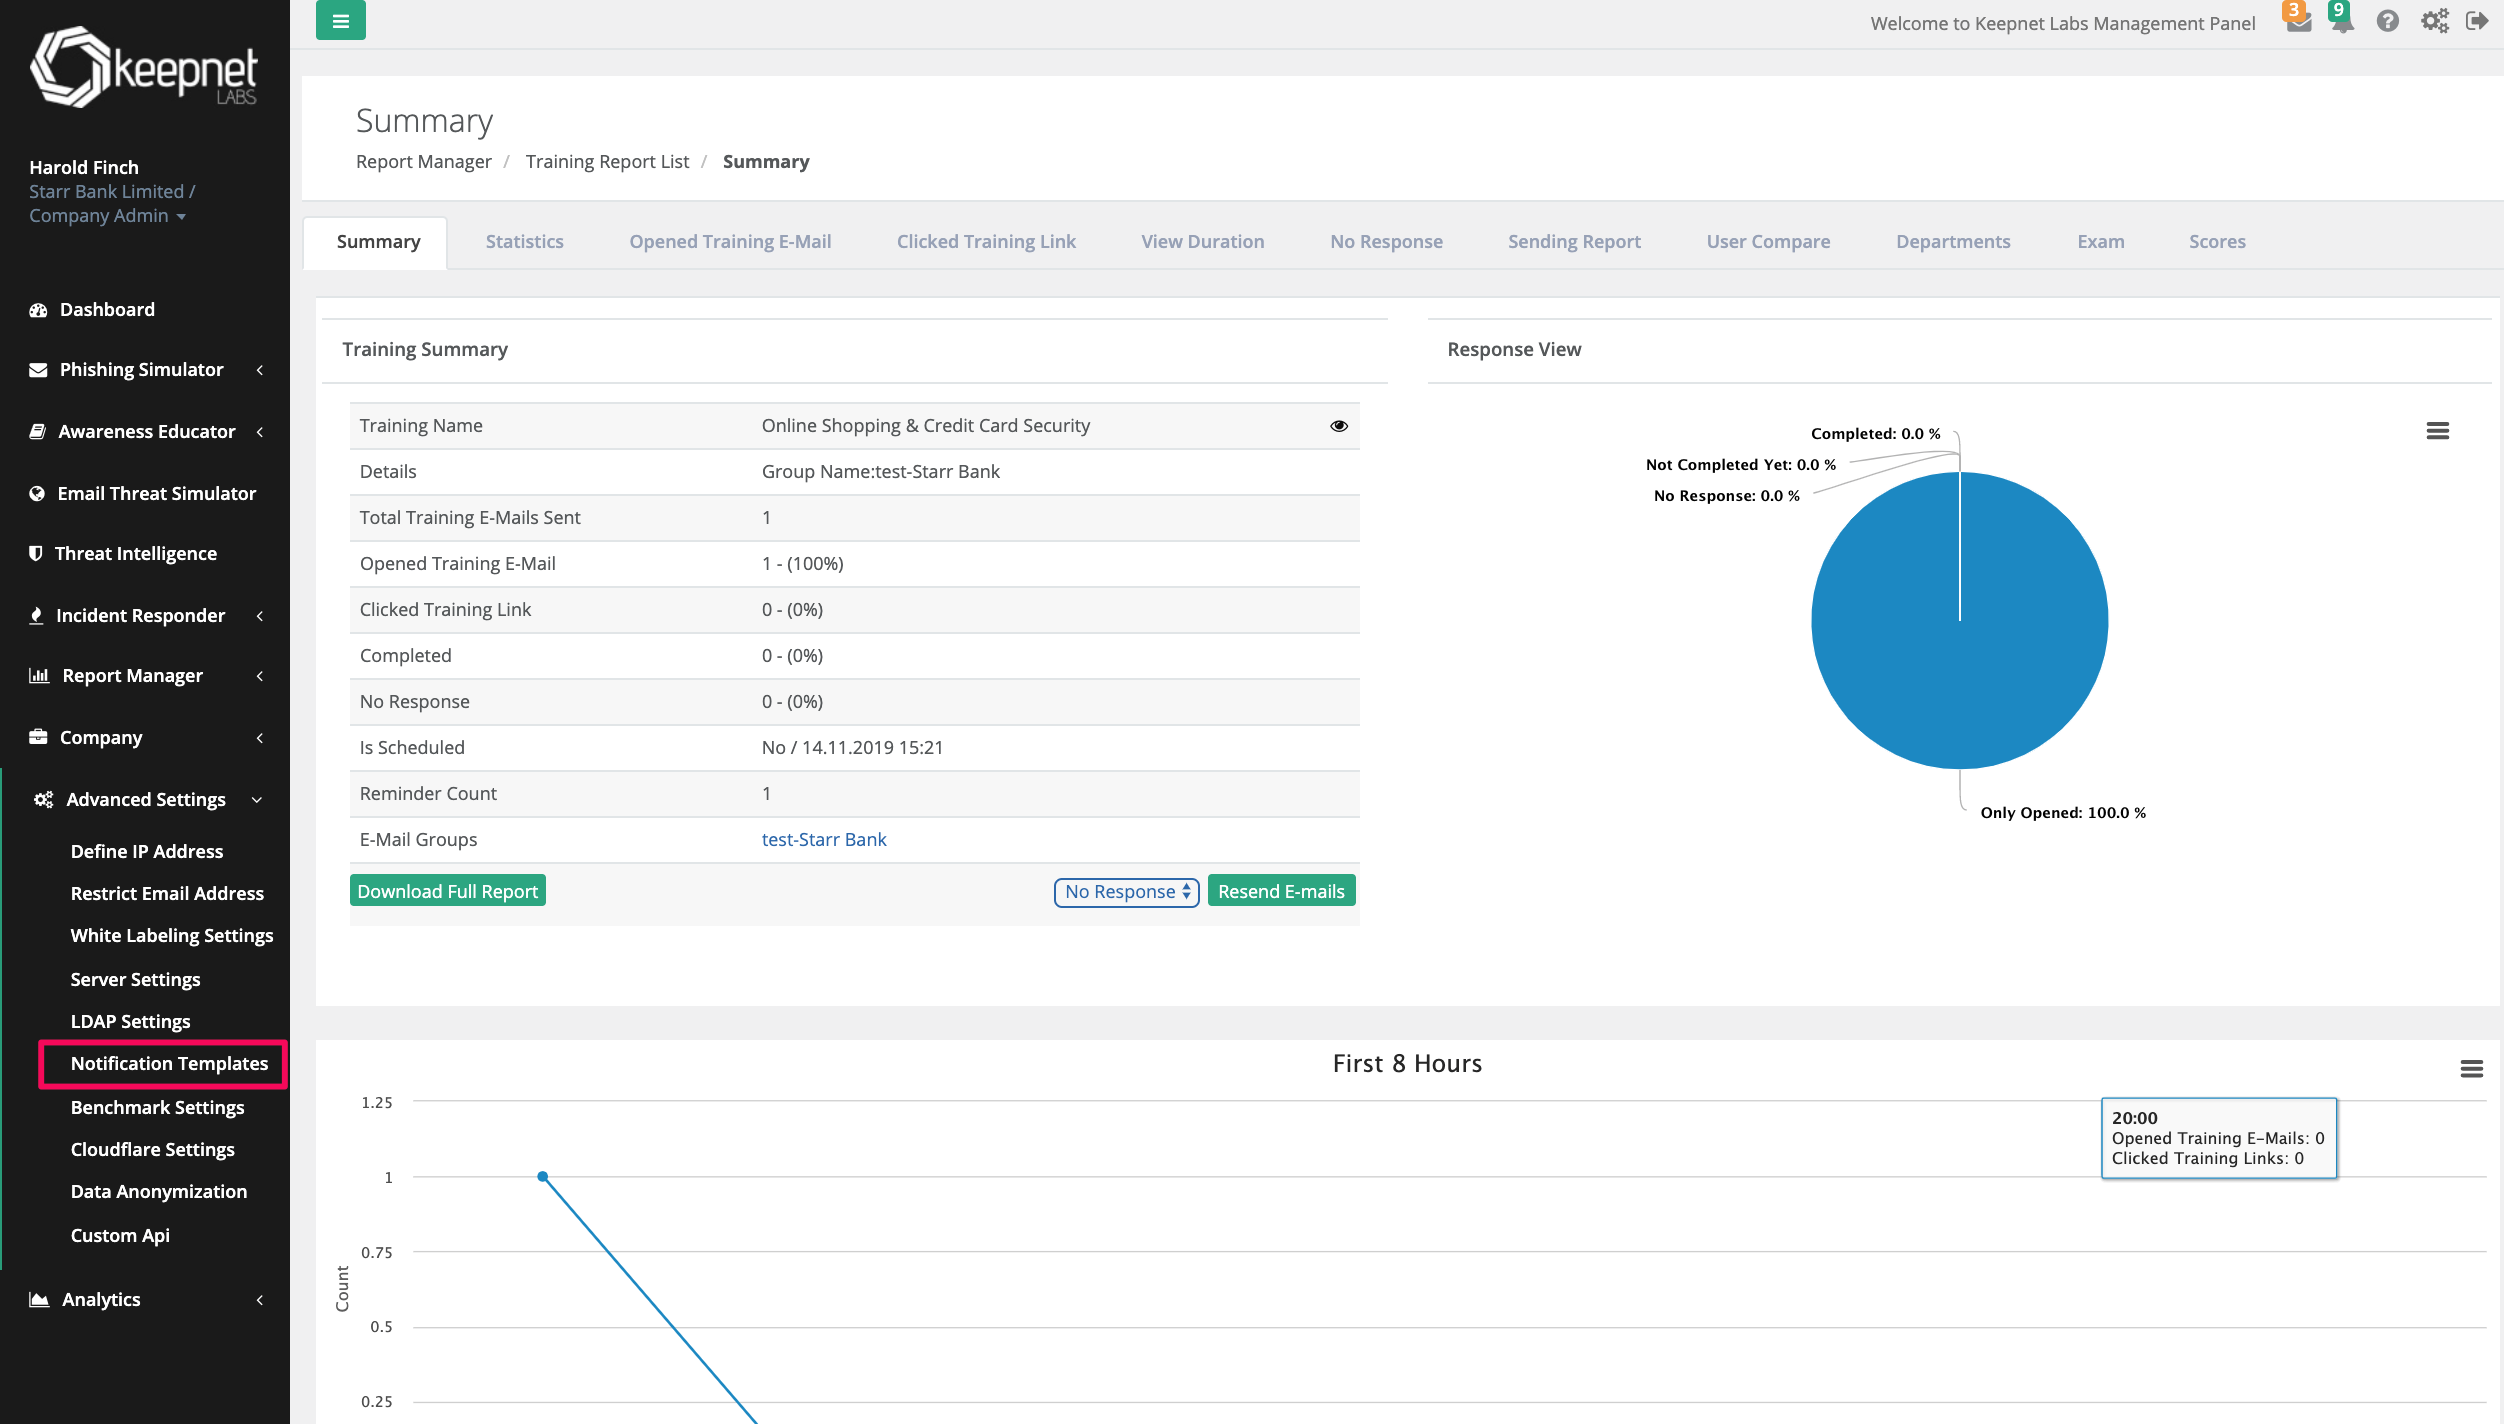 keepnet
LABS
Harold Finch
Starr Bank Limited /
Company Admin
Dashboard
Phishing Simulator
Awareness Educator
Email Threat Simulator
Threat Intelligence
Incident Responder
Report Manager
Company
Advanced Settings
Define IP Address
Restrict Email Address
White Labeling Settings
Server Settings
LDAP Settings
Notification Templates
Benchmark Settings
Cloudflare Settings
Data Anonymization
Custom Api
Analytics
Welcome to Keepnet Labs Management Panel
3
9
Summary
Report Manager / Training Report List / Summary
Summary Statistics Opened Training E-Mail Clicked Training Link View Duration No Response Sending Report User Compare Departments Exam Scores
Training Summary
Training Name Online Shopping & Credit Card Security
Details Group Name:test-Starr Bank
Total Training E-Mails Sent 1
Opened Training E-Mail 1 - (100%)
Clicked Training Link 0 - (0%)
Completed 0 - (0%)
No Response 0 - (0%)
Is Scheduled No / 14.11.2019 15:21
Reminder Count 1
E-Mail Groups test-Starr Bank
Download Full Report No Response Resend E-mails
Response View
Completed: 0.0 %
Not Completed Yet: 0.0 %
No Response: 0.0 %
Only Opened: 100.0 %
First 8 Hours
1.25
1
0.75
0.5
0.25
Count
20:00
Opened Training E-Mails: 0
Clicked Training Links: 0